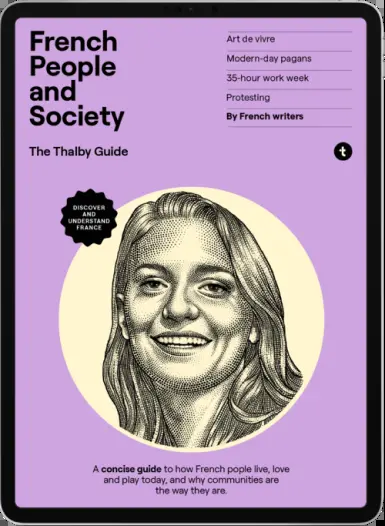 French
People
and
Society
Art de vivre
Modern-day pagans
35-hour work week
Protesting
By French writers
The Thalby Guide
t
DISCOVER
AND
UNDERSTAND
FRANCE
A concise guide to how French pople live, love
and play today, and why communities are
the way they are.